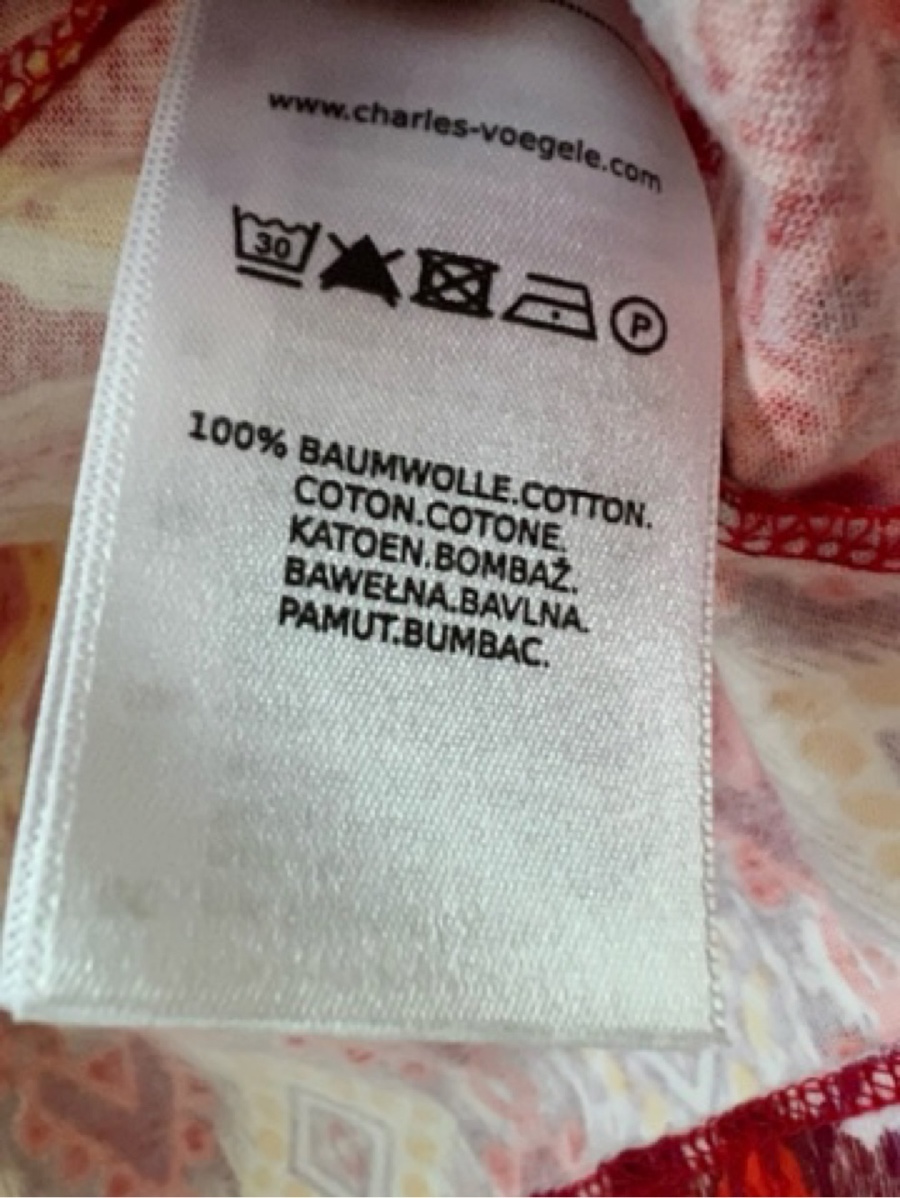 www.charles-voegele.com
30
P
100% BAUMWOLLE.COTTON.
COTON.COTONE.
KATOEN.BOMBAŽ.
BAWEŁNA.BAVLNA.
PAMUT.BUMBAC.